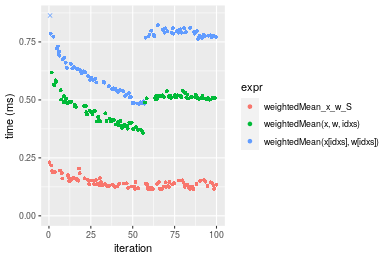 time (ms)
0.75
0.50
0.25
0.00
0
25
50
75
100
iteration
expr
weightedMean_x_w_S
weightedMean(x, w, idxs)
weightedMean(x[idxs], w[idxs])